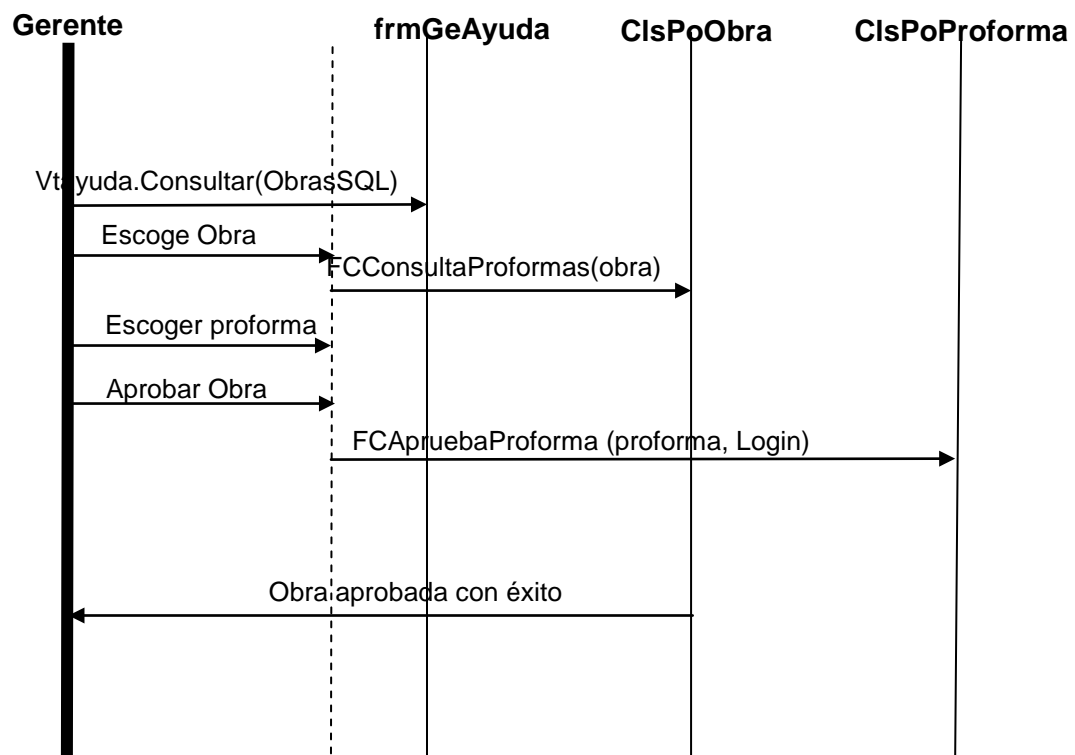 Gerente frmGeAyuda ClsPoObra ClsPoProforma
Vtayuda.Consultar(ObrasSQL)
Escoge Obra
FCConsultaProformas(obra)
Escoger proforma
Aprobar Obra
FCApruebaProforma (proforma, Login)
Obra aprobada con éxito